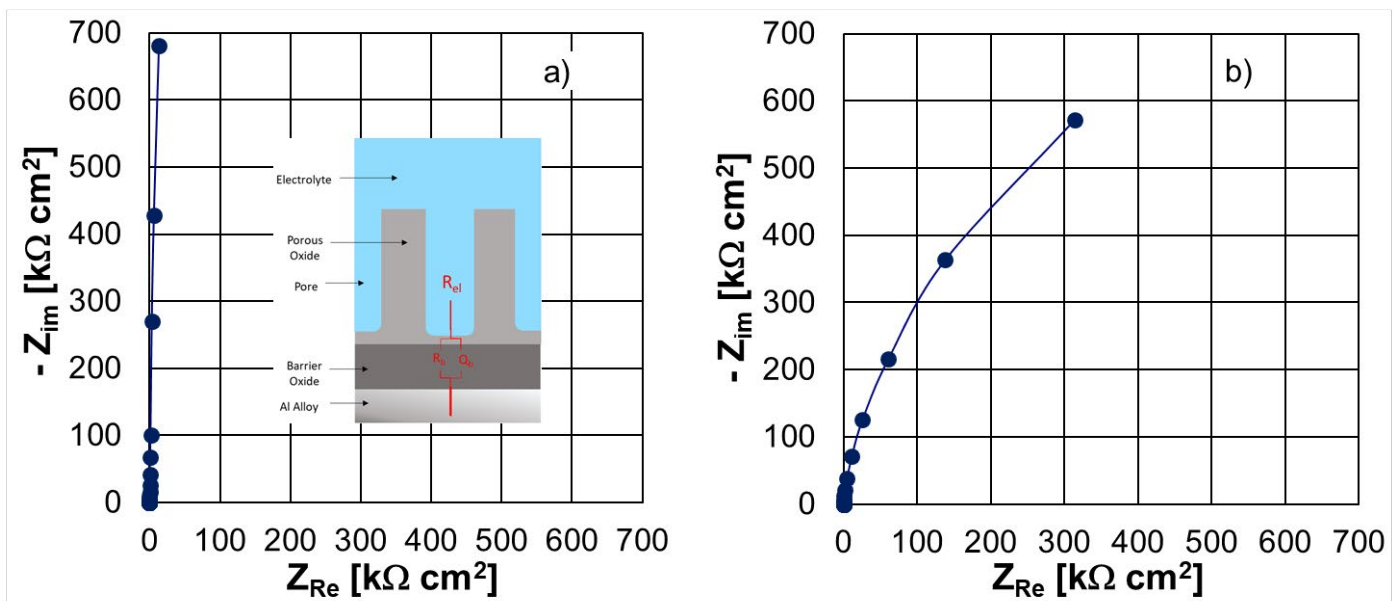 700
600
500
400
300
200
100
0
- Z_im [kΩ cm²]
0 100 200 300 400 500 600 700
Z_Re [kΩ cm²]
a)
Electrolyte
Porous
Oxide
Pore
R_el
R_b Q_b
Barrier
Oxide
Al Alloy
700
600
500
400
300
200
100
0
- Z_im [kΩ cm²]
0 100 200 300 400 500 600 700
Z_Re [kΩ cm²]
b)